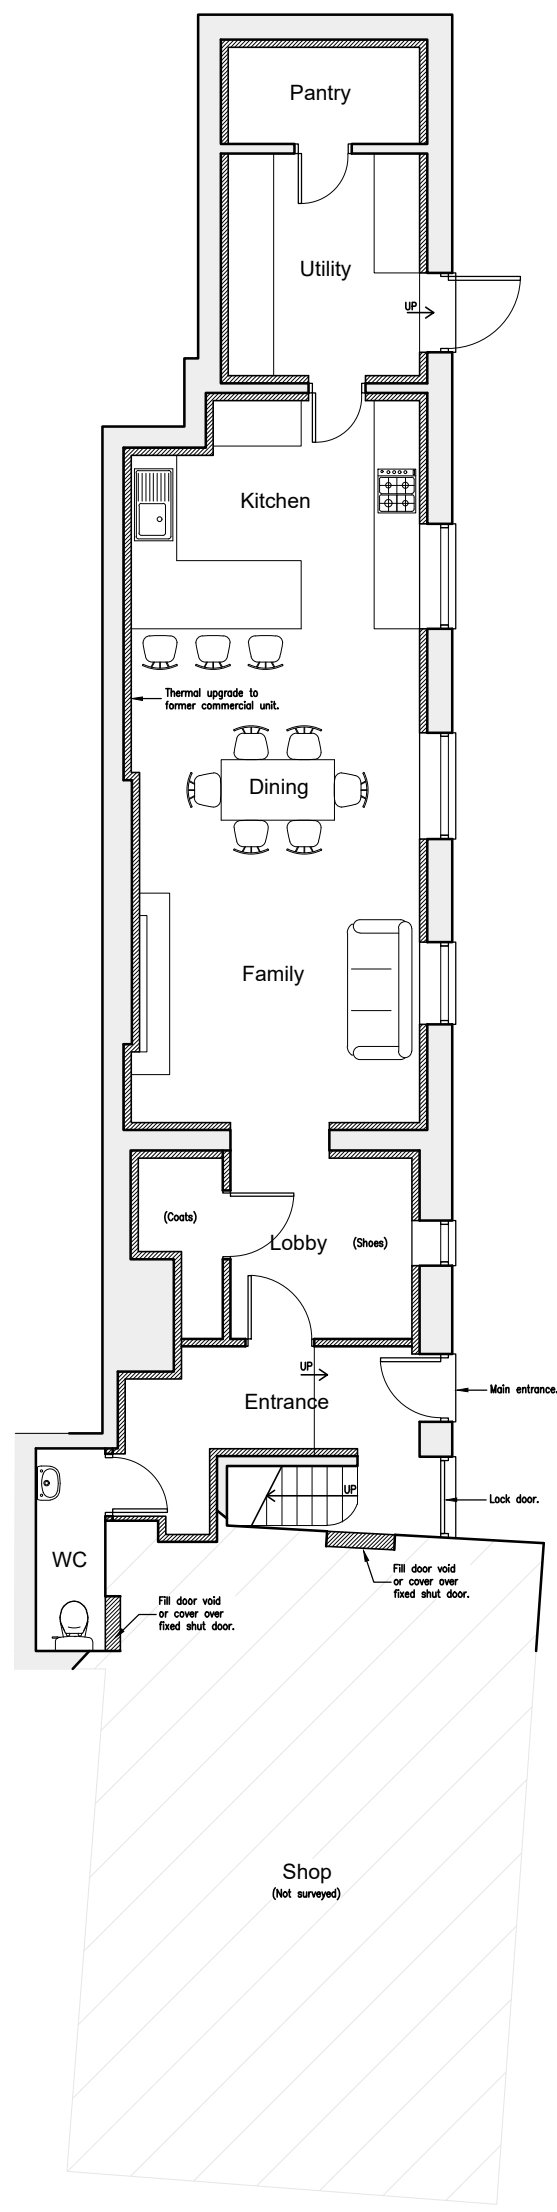 Pantry
Utility
UP
Kitchen
Thermal upgrade to
former commercial unit.
Dining
Family
(Coats)
Lobby
(Shoes)
UP
Entrance
Main entrance.
UP
Lock door.
WC
Fill door void
or cover over
fixed shut door.
Fill door void
or cover over
fixed shut door.
Shop
(Not surveyed)